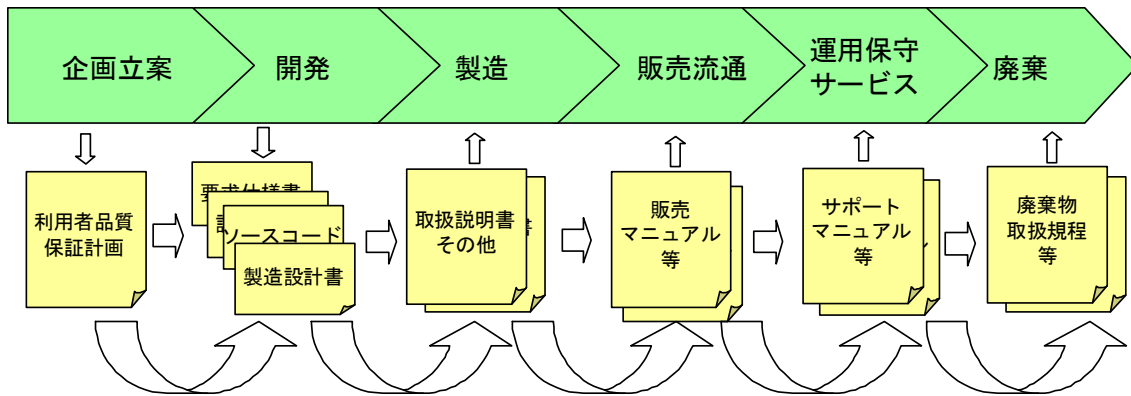 企画立案
開発
製造
販売流通
運用保守
サービス
廃棄
利用者品質
保証計画
要求仕様書
ソースコード
製造設計書
取扱説明書
その他
販売
マニュアル
等
サポート
マニュアル
等
廃棄物
取扱規程
等